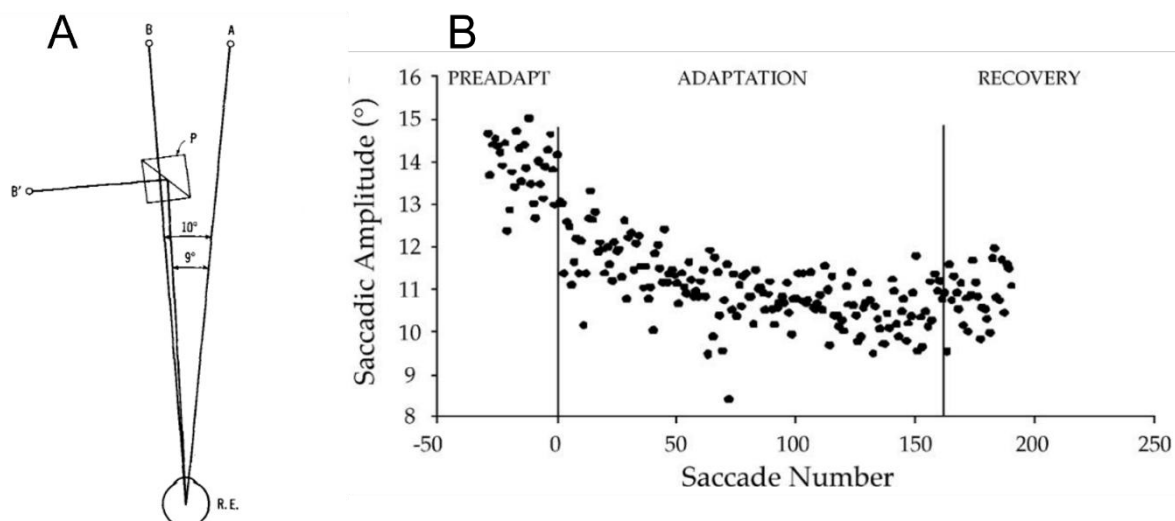 A
B A
P
B'
10°
9°
R.E.
B
PREADAPT ADAPTATION RECOVERY
Saccadic Amplitude (°)
16
15
14
13
12
11
10
9
8
-50 0 50 100 150 200 250
Saccade Number